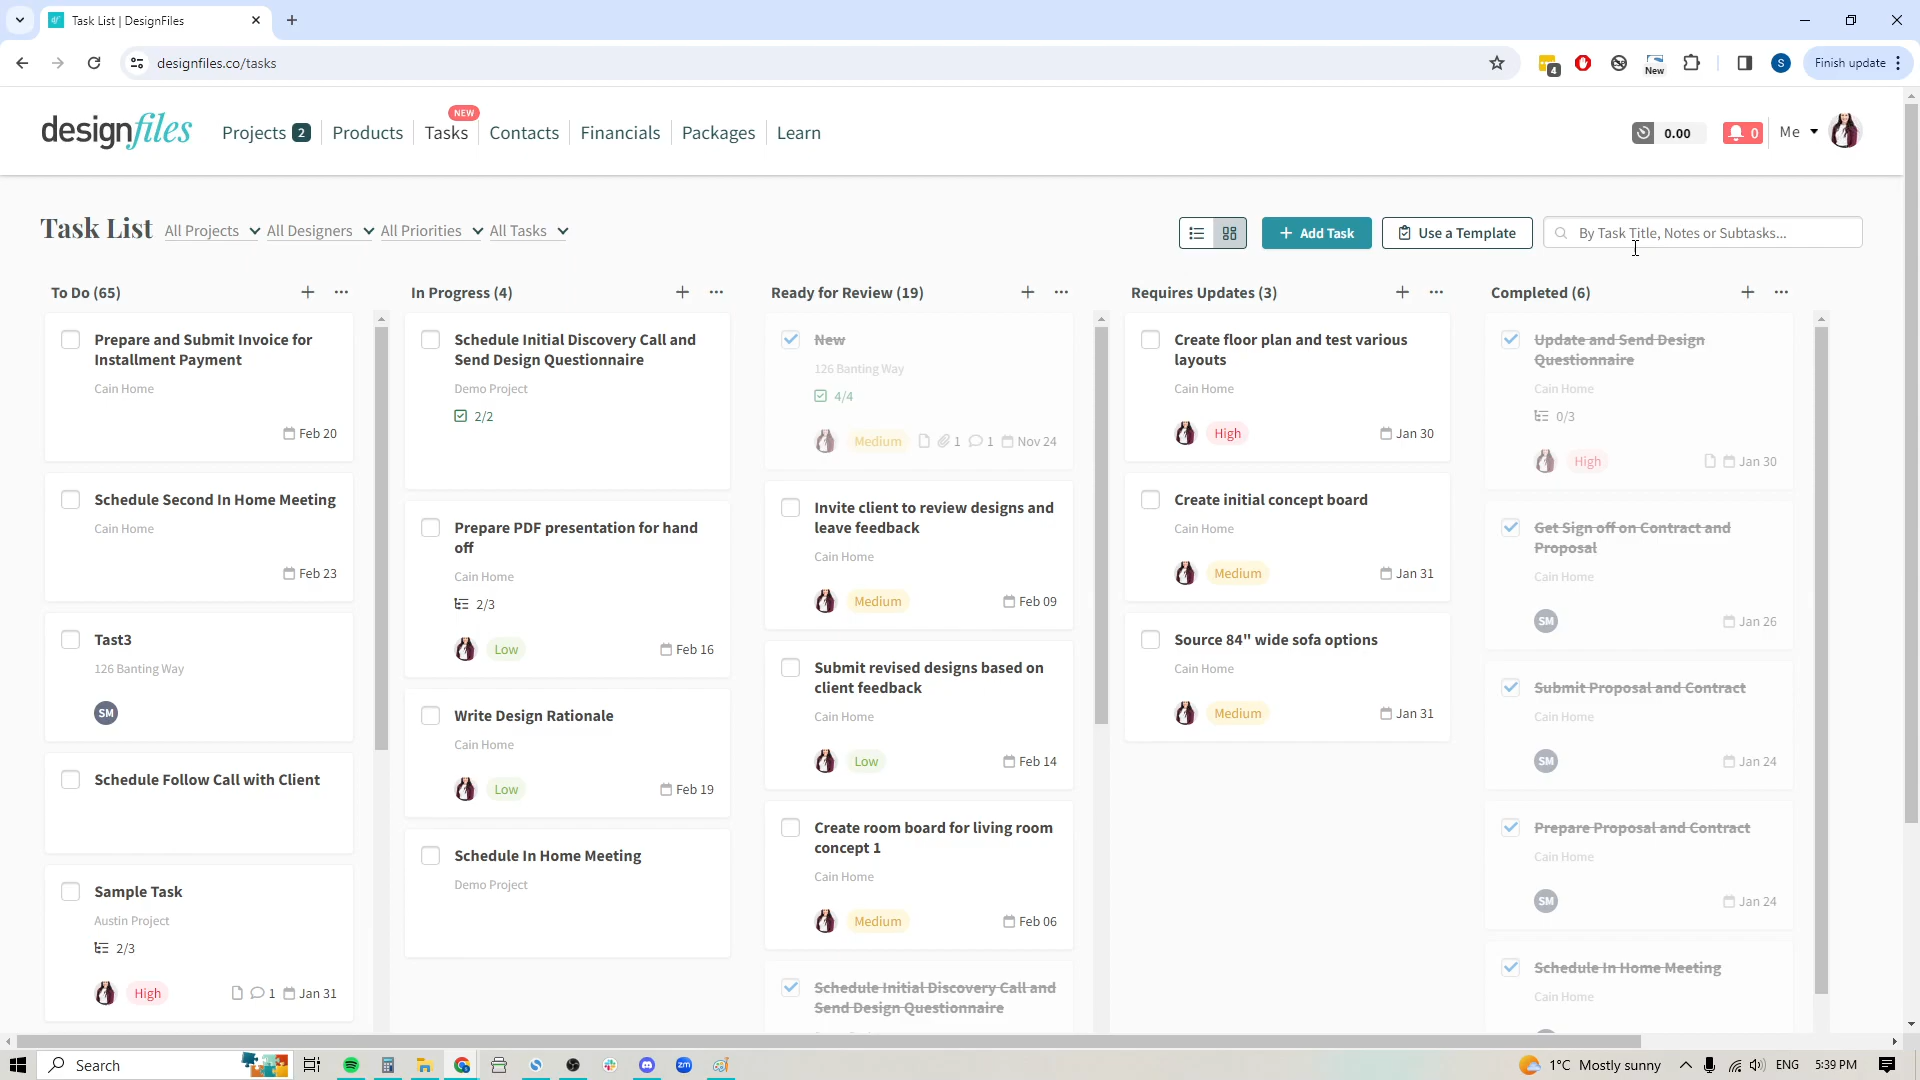 Task List | DesignFiles
designfiles.co/tasks
4
New
S
Finish update
designfiles
Projects 2
Products
NEW
Tasks
Contacts
Financials
Packages
Learn
0.00
0
Me
Task List
All Projects
All Designers
All Priorities
All Tasks
+ Add Task
Use a Template
By Task Title, Notes or Subtasks...
To Do (65)
Prepare and Submit Invoice for
Installment Payment
Cain Home
Feb 20
Schedule Second In Home Meeting
Cain Home
Feb 23
Tast3
126 Banting Way
SM
Schedule Follow Call with Client
Sample Task
Austin Project
2/3
High
1
Jan 31
In Progress (4)
Schedule Initial Discovery Call and
Send Design Questionnaire
Demo Project
2/2
Prepare PDF presentation for hand
off
Cain Home
2/3
Low
Feb 16
Write Design Rationale
Cain Home
Low
Feb 19
Schedule In Home Meeting
Demo Project
Ready for Review (19)
New
126 Banting Way
4/4
Medium
1
1
Nov 24
Invite client to review designs and
leave feedback
Cain Home
Medium
Feb 09
Submit revised designs based on
client feedback
Cain Home
Low
Feb 14
Create room board for living room
concept 1
Cain Home
Medium
Feb 06
Schedule Initial Discovery Call and
Send Design Questionnaire
Requires Updates (3)
Create floor plan and test various
layouts
Cain Home
High
Jan 30
Create initial concept board
Cain Home
Medium
Jan 31
Source 84" wide sofa options
Cain Home
Medium
Jan 31
Completed (6)
Update and Send Design
Questionnaire
Cain Home
0/3
High
Jan 30
Get Sign off on Contract and
Proposal
Cain Home
SM
Jan 26
Submit Proposal and Contract
Cain Home
SM
Jan 24
Prepare Proposal and Contract
Cain Home
SM
Jan 24
Schedule In Home Meeting
Cain Home
Search
zm
1°C Mostly sunny
ENG
5:39 PM